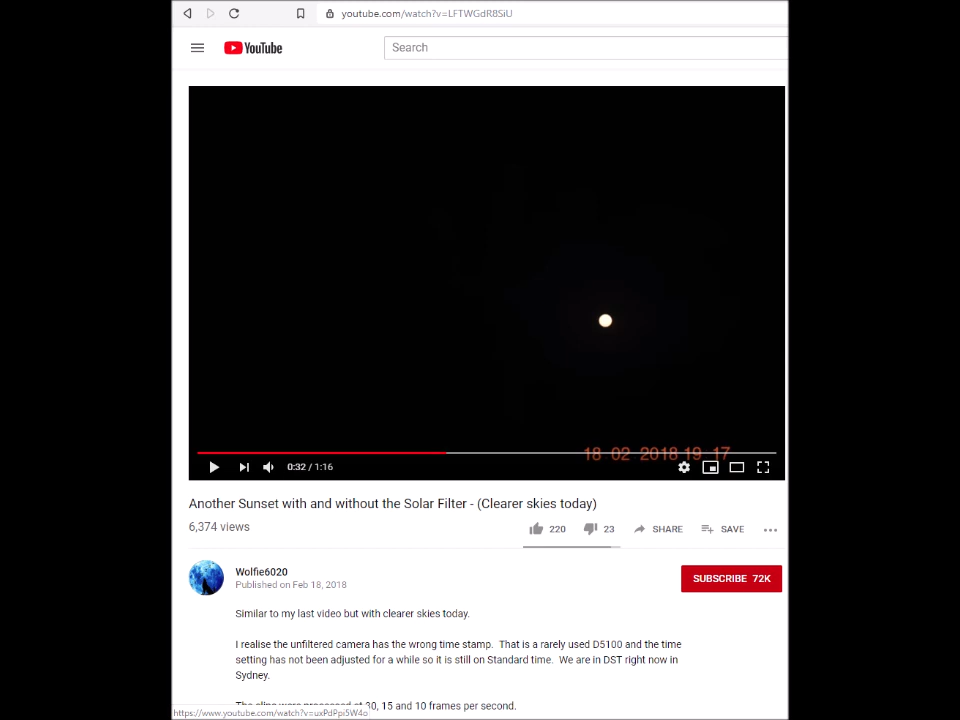 youtube.com/watch?v=LFTWGdR8SiU
YouTube
Search
18 02 2018 19 17
0:32 / 1:16
Another Sunset with and without the Solar Filter - (Clearer skies today)
6,374 views
220 23 SHARE SAVE
Wolfie6020
Published on Feb 18, 2018
SUBSCRIBE 72K
Similar to my last video but with clearer skies today.
I realise the unfiltered camera has the wrong time stamp. That is a rarely used D5100 and the time
setting has not been adjusted for a while so it is still on Standard time. We are in DST right now in
Sydney.
The clips were processed at 30, 15 and 10 frames per second.
https://www.youtube.com/watch?v=uxPdPpi5W4o